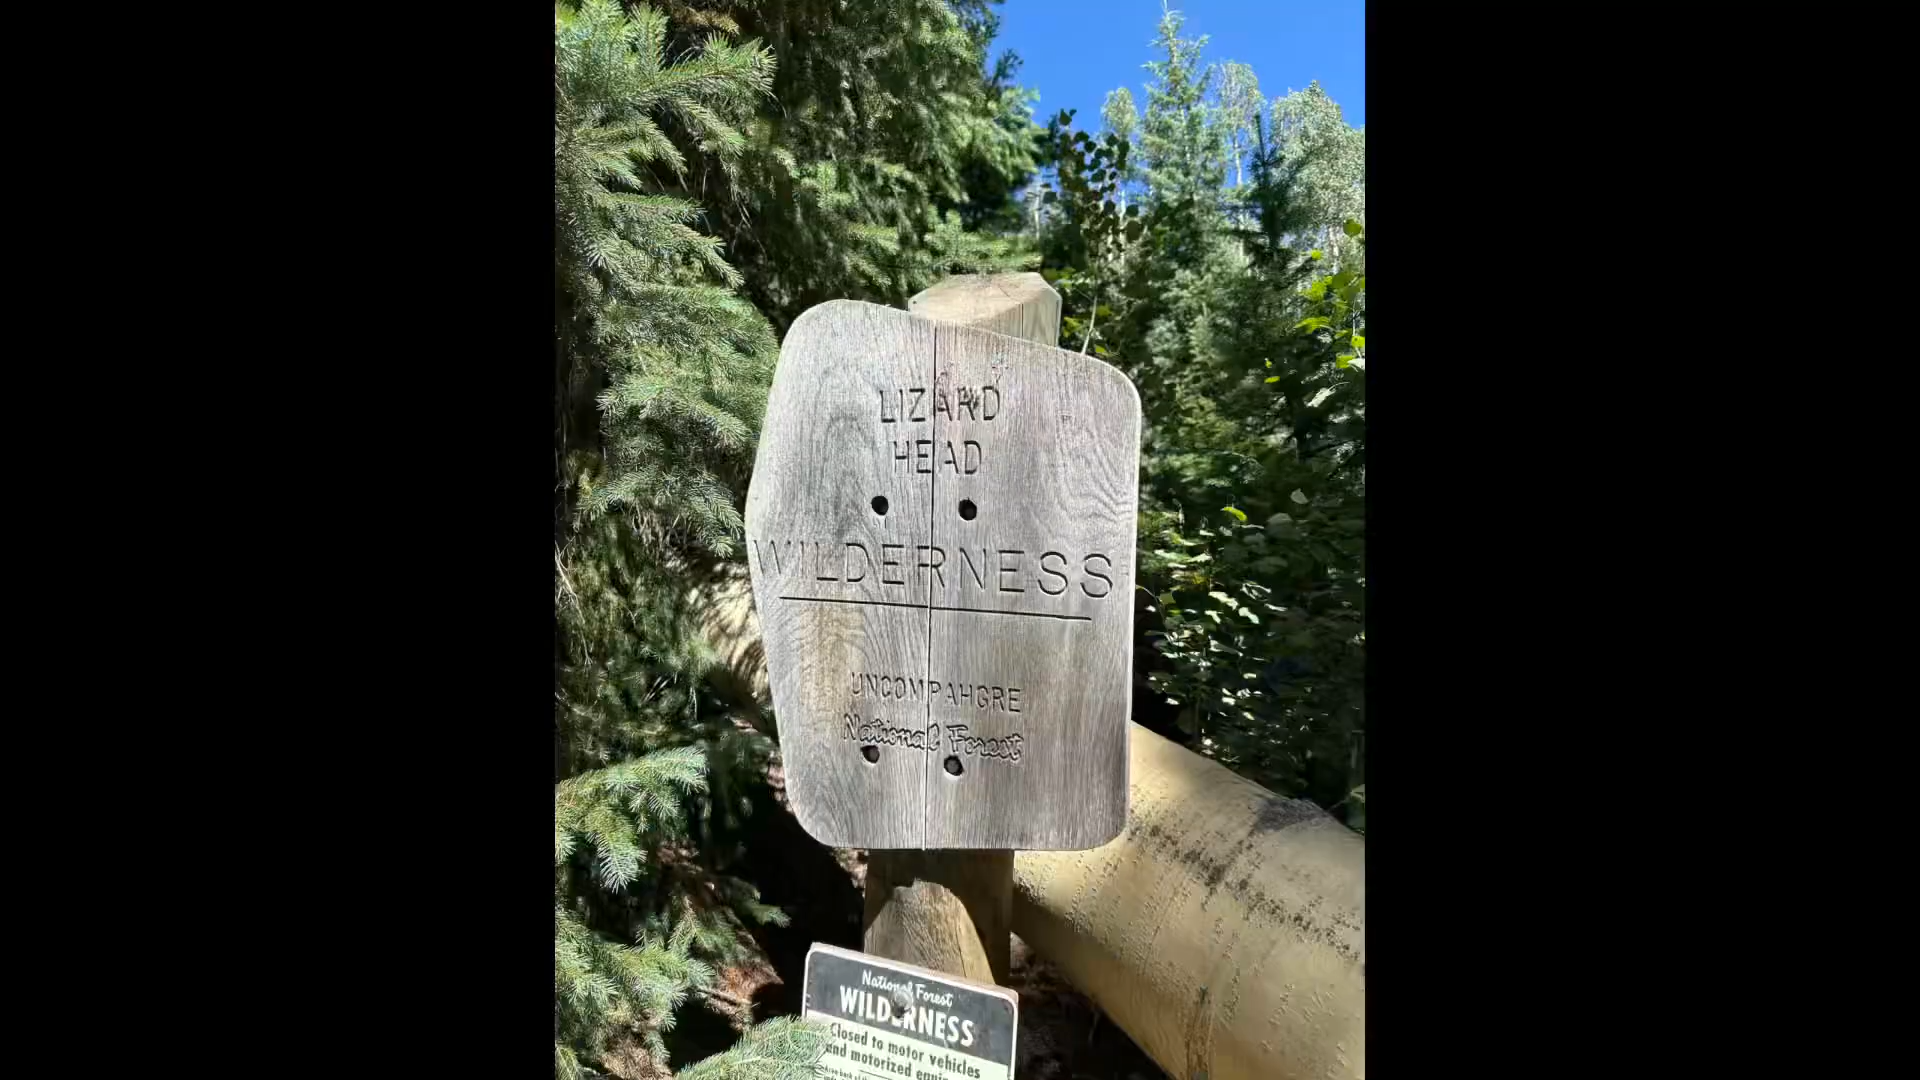 LIZARD
HEAD
WILDERNESS
UNCOMPAHGRE
National Forest
National Forest
WILDERNESS
Closed to motor vehicles
and motorized